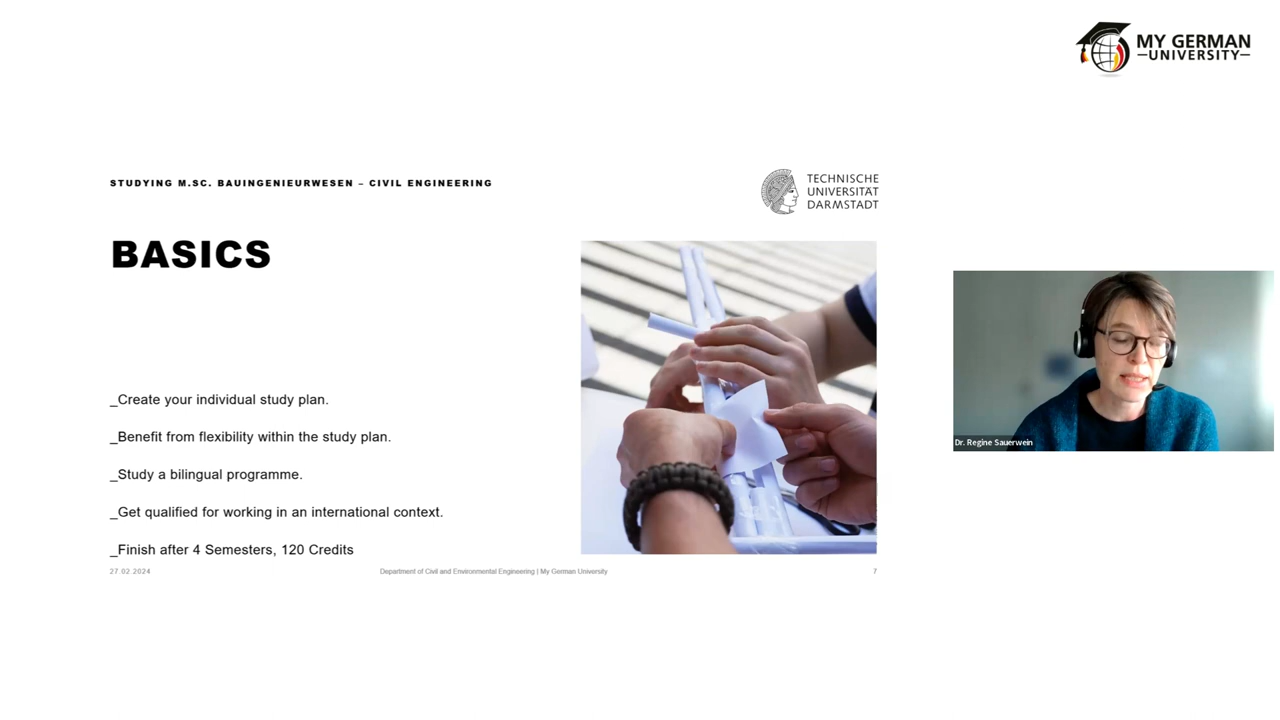 MY GERMAN
UNIVERSITY
STUDYING M.SC. BAUINGENIEURWESEN – CIVIL ENGINEERING
TECHNISCHE
UNIVERSITÄT
DARMSTADT
BASICS
_Create your individual study plan.
_Benefit from flexibility within the study plan.
_Study a bilingual programme.
_Get qualified for working in an international context.
_Finish after 4 Semesters, 120 Credits
27.02.2024
Department of Civil and Environmental Engineering | My German University
7
Dr. Regine Sauerwein